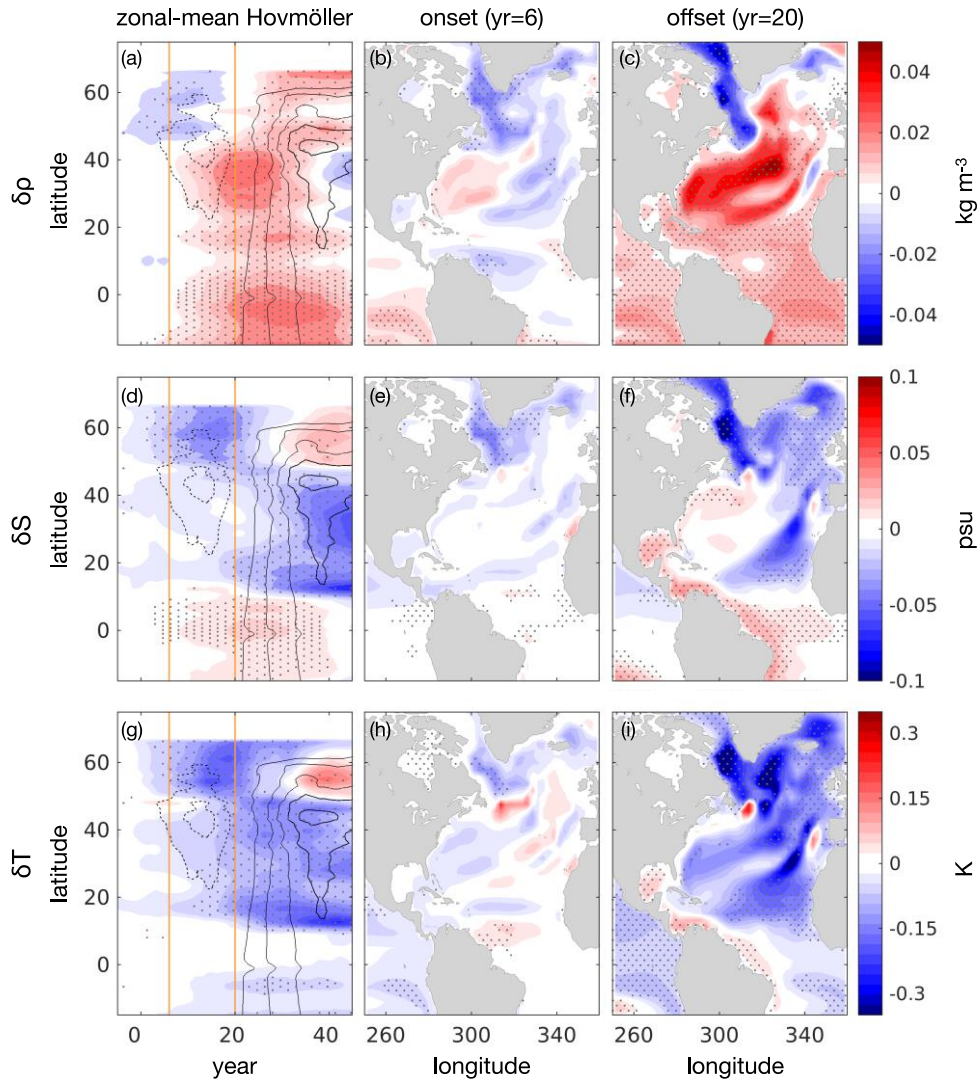 zonal-mean Hovmöller onset (yr=6) offset (yr=20)
(a) (b) (c)
δρ latitude 60 40 20 0
0.04 0.02 0 -0.02 -0.04 kg m-3
(d) (e) (f)
δS latitude 60 40 20 0
0.1 0.05 0 -0.05 -0.1 psu
(g) (h) (i)
δT latitude 60 40 20 0
0.3 0.15 0 -0.15 -0.3 K
0 20 40 260 300 340 260 300 340
year longitude longitude